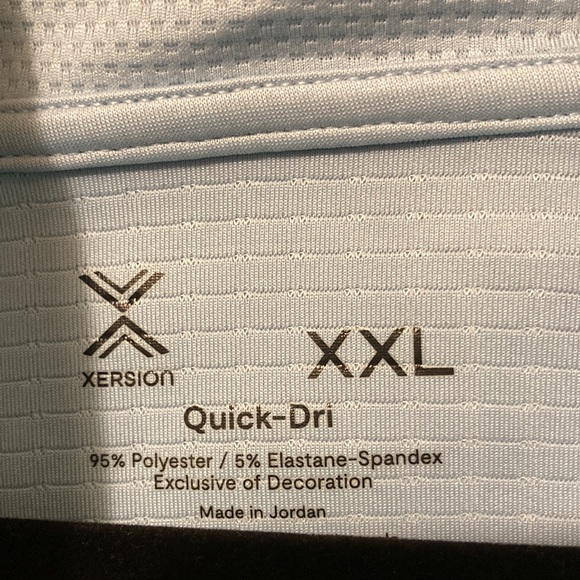 XERSION
XXL
Quick-Dri
95% Polyester / 5% Elastane-Spandex
Exclusive of Decoration
Made in Jordan